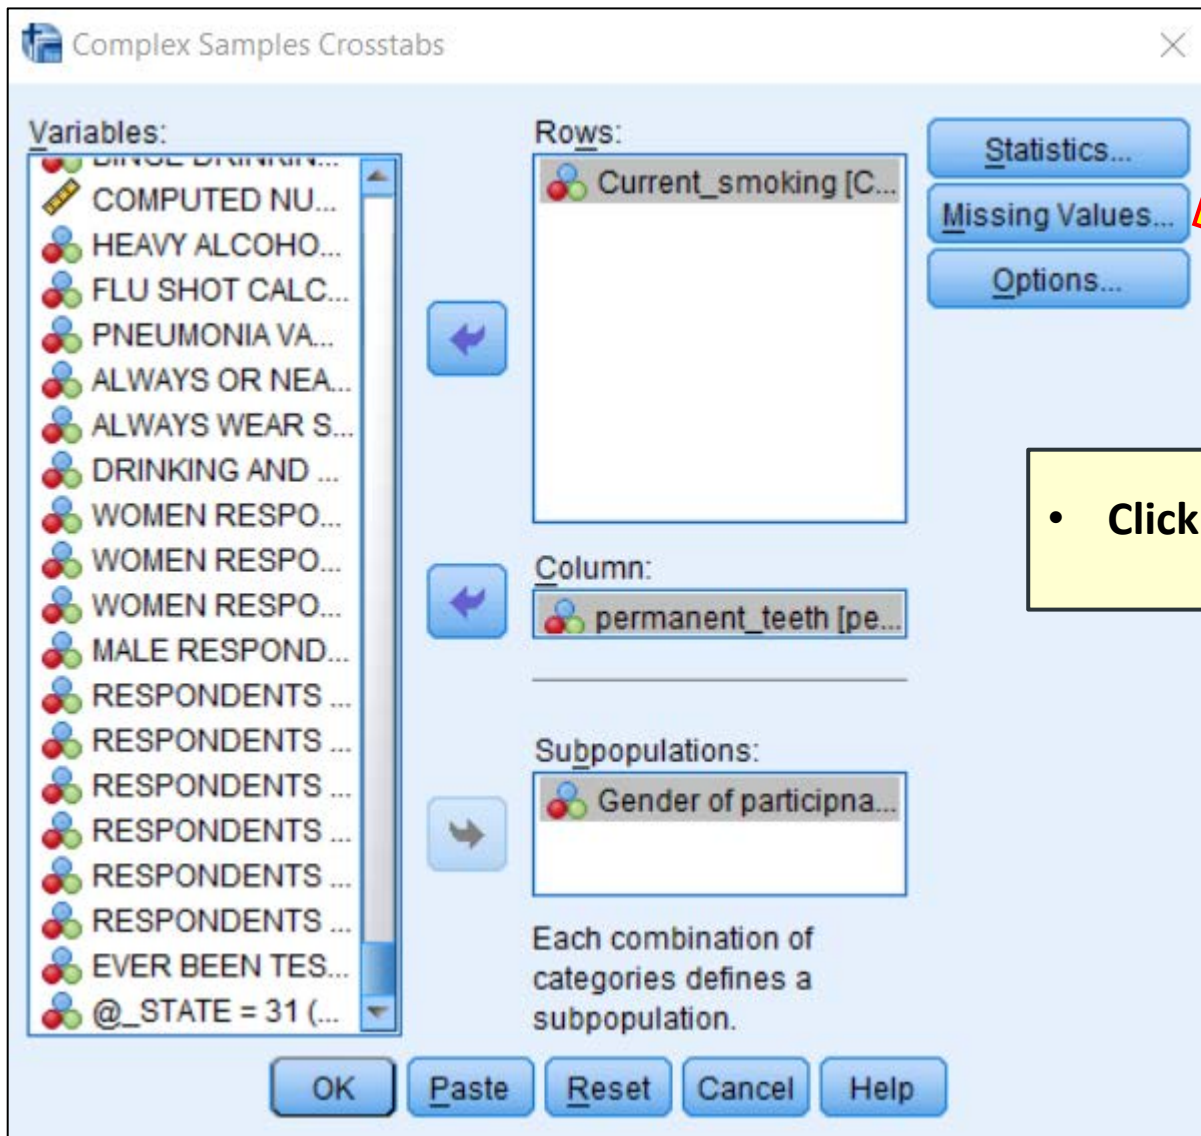 Complex Samples Crosstabs
Variables:
BINGE DRINKIN...
COMPUTED NU...
HEAVY ALCOHO...
FLU SHOT CALC...
PNEUMONIA VA...
ALWAYS OR NEA...
ALWAYS WEAR S...
DRINKING AND ...
WOMEN RESPO...
WOMEN RESPO...
WOMEN RESPO...
MALE RESPOND...
RESPONDENTS ...
RESPONDENTS ...
RESPONDENTS ...
RESPONDENTS ...
RESPONDENTS ...
RESPONDENTS ...
EVER BEEN TES...
@_STATE = 31 (...
Rows:
Current_smoking [C...
Column:
permanent_teeth [pe...
Subpopulations:
Gender of participna...
Each combination of
categories defines a
subpopulation.
Statistics...
Missing Values...
Options...
• Click
OK
Paste
Reset
Cancel
Help